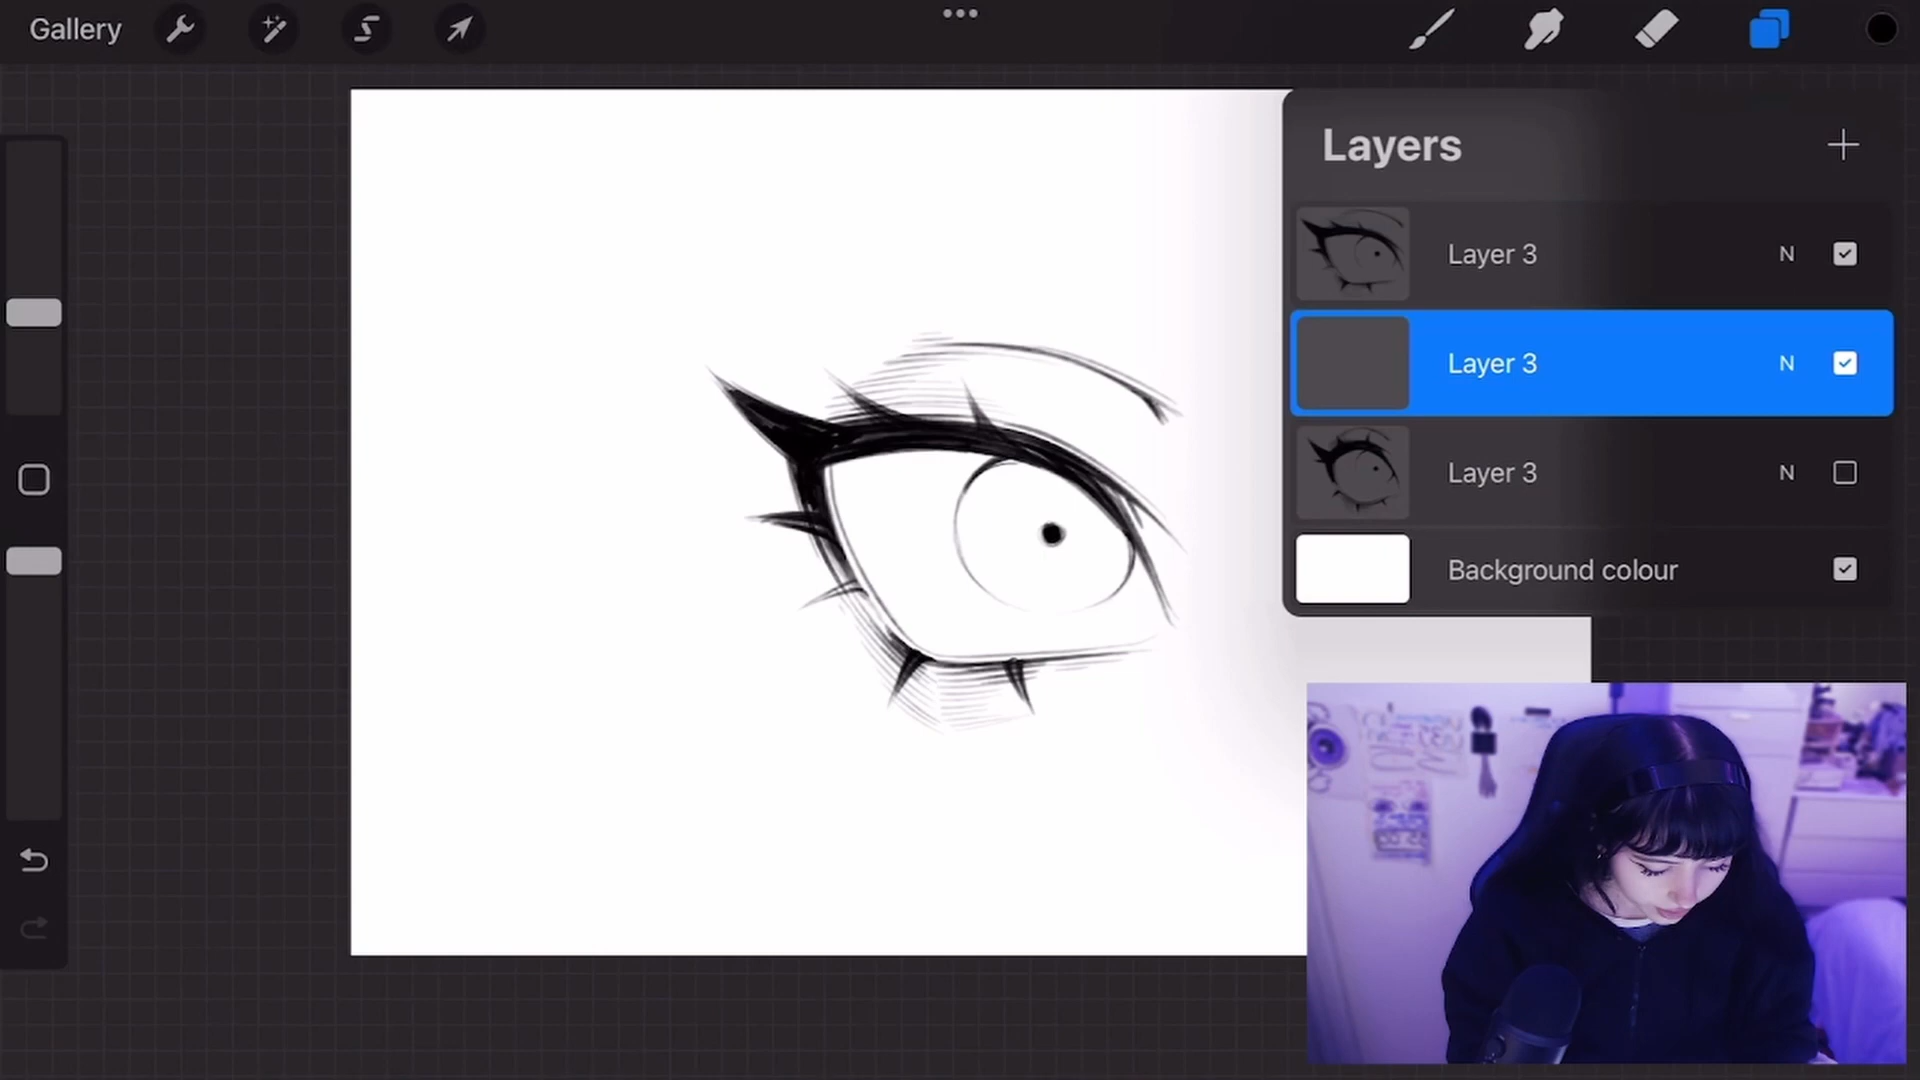 Gallery
Layers
Layer 3 N
Layer 3 N
Layer 3 N
Background colour